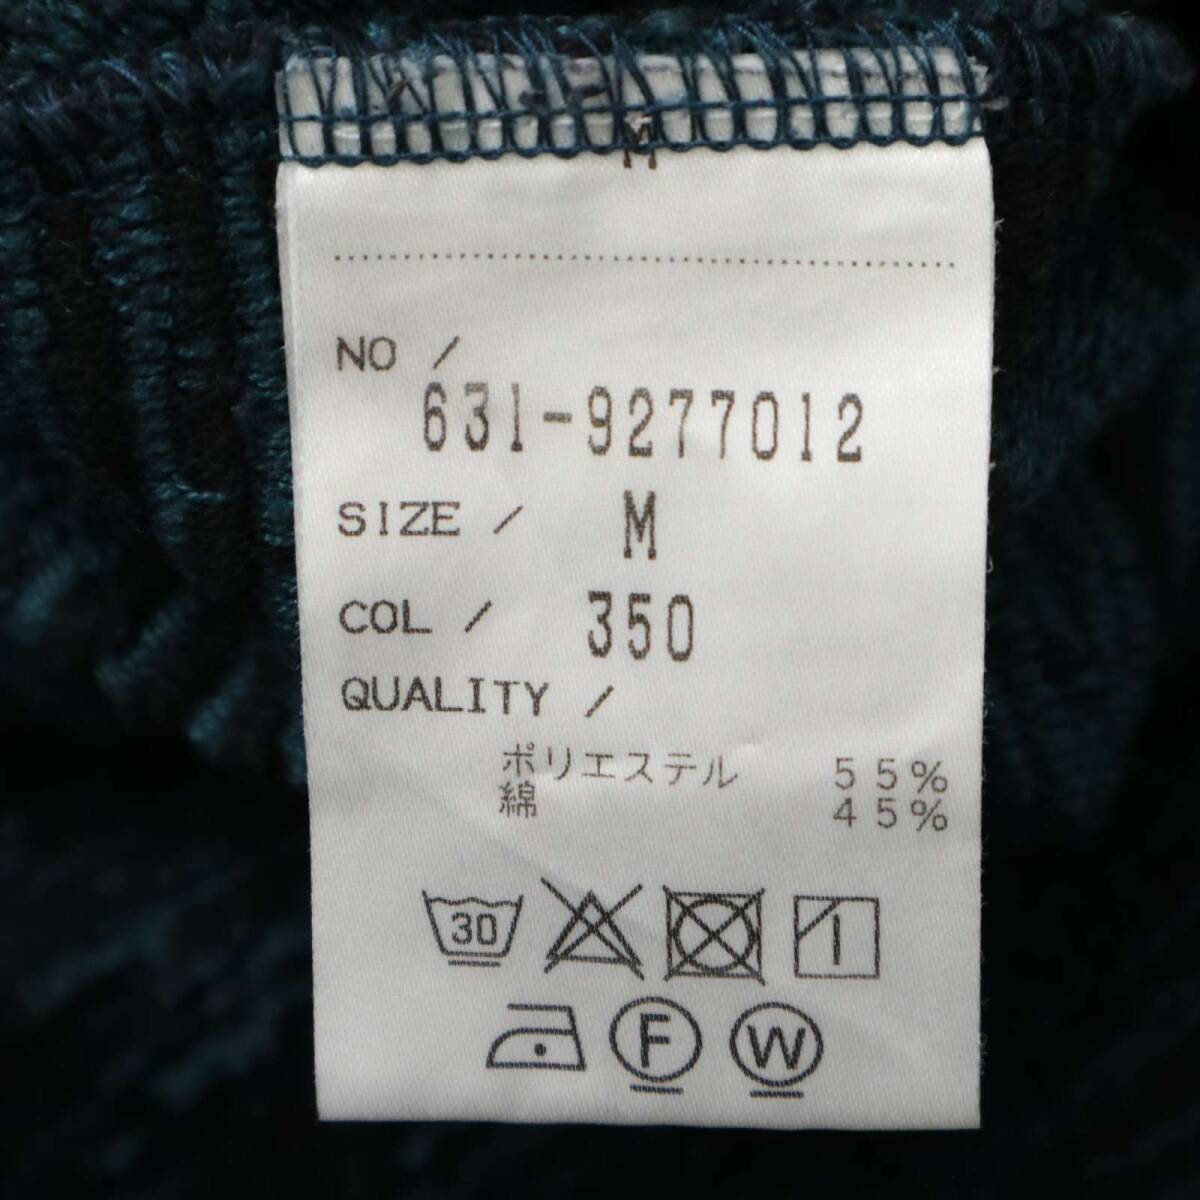 M
NO /
631-9277012
SIZE / M
COL / 350
QUALITY /
ポリエステル 55%
綿 45%
30
F W